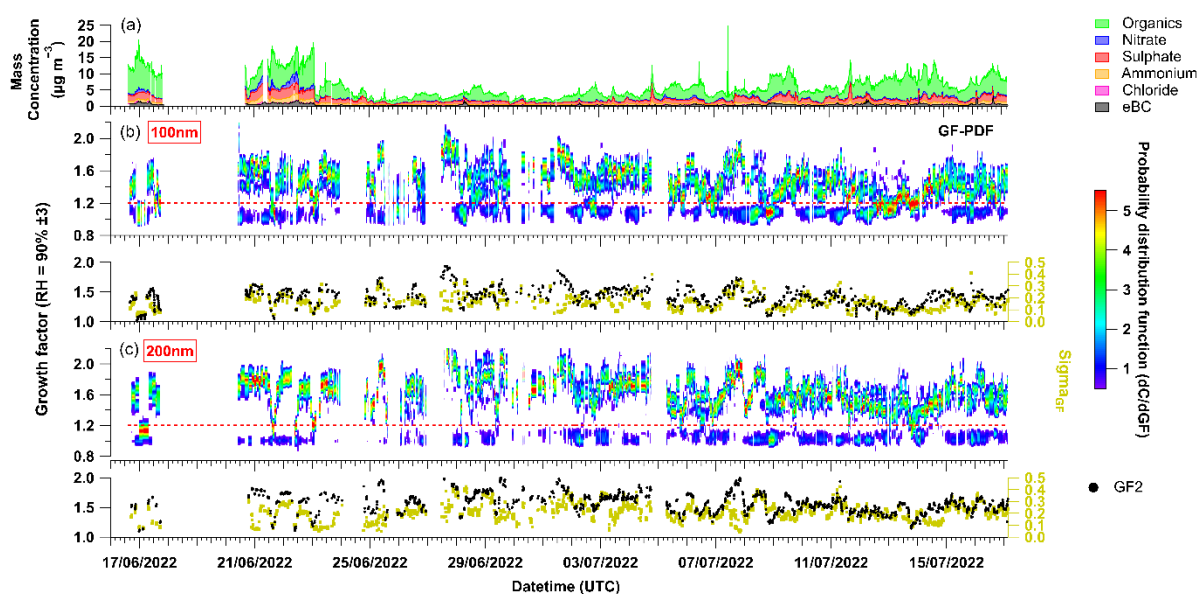 (a)
Mass
Concentration
(µg m⁻³)
25
20
15
10
5
0
Organics
Nitrate
Sulphate
Ammonium
Chloride
eBC
(b)
100nm
GF-PDF
2.0
1.6
1.2
0.8
2.0
1.5
1.0
0.5
0.4
0.3
0.2
0.1
0.0
Growth factor (RH = 90% ±3)
(c)
200nm
2.0
1.6
1.2
0.8
2.0
1.5
1.0
0.5
0.4
0.3
0.2
0.1
0.0
Sigma_GF
5
4
3
2
1
Probability distribution function (dC/dGF)
GF2
17/06/2022
21/06/2022
25/06/2022
29/06/2022
03/07/2022
07/07/2022
11/07/2022
15/07/2022
Datetime (UTC)